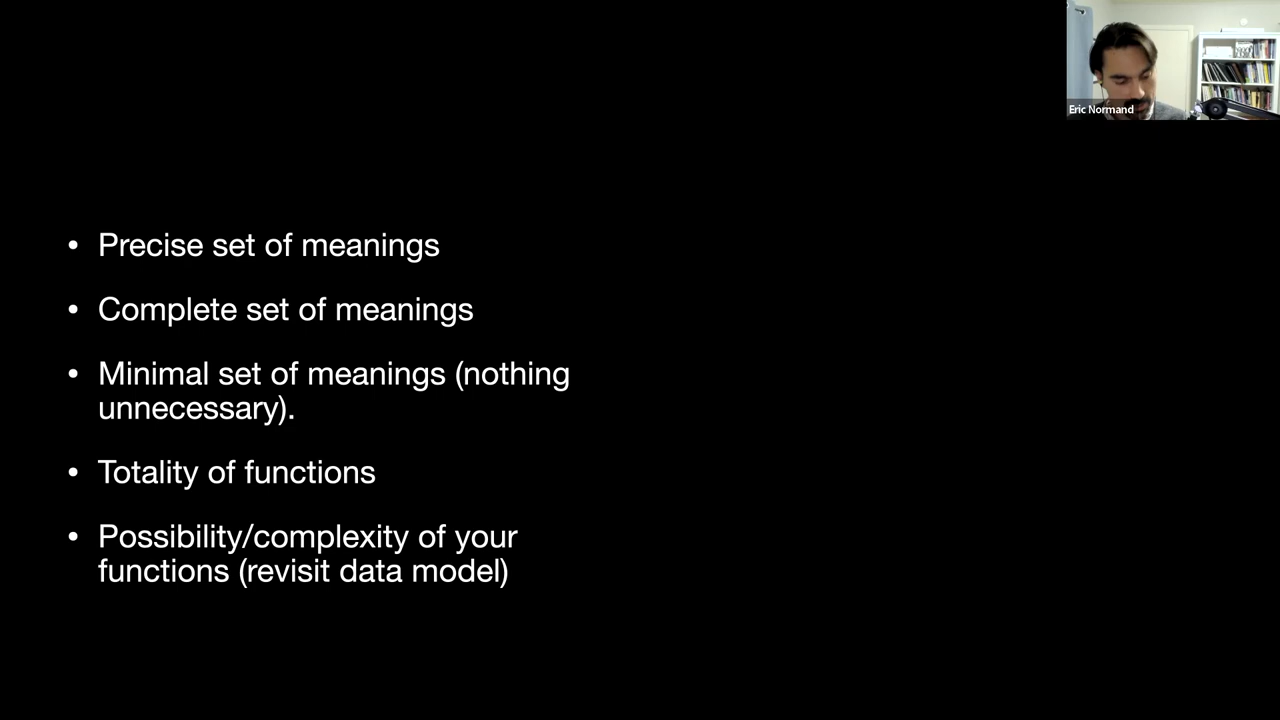 Eric Normand
• Precise set of meanings
• Complete set of meanings
• Minimal set of meanings (nothing
unnecessary).
• Totality of functions
• Possibility/complexity of your
functions (revisit data model)